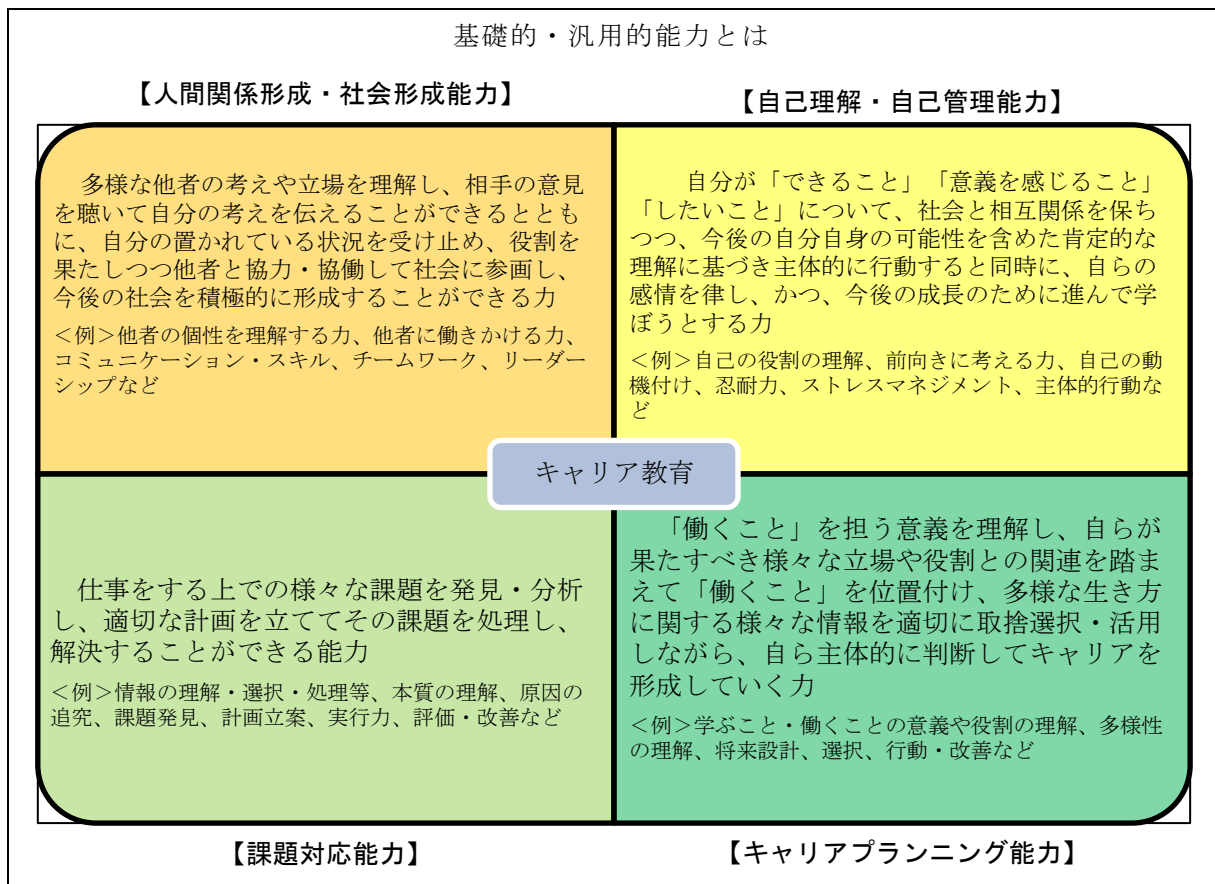 基礎的・汎用的能力とは
【人間関係形成・社会形成能力】
多様な他者の考えや立場を理解し、相手の意見
を聴いて自分の考えを伝えることができるととも
に、自分の置かれている状況を受け止め、役割を
果たしつつ他者と協力・協働して社会に参画し、
今後の社会を積極的に形成することができる力
＜例＞他者の個性を理解する力、他者に働きかける力、
コミュニケーション・スキル、チームワーク、リーダー
シップなど
【自己理解・自己管理能力】
自分が「できること」「意義を感じること」
「したいこと」について、社会と相互関係を保ち
つつ、今後の自分自身の可能性を含めた肯定的な
理解に基づき主体的に行動すると同時に、自らの
感情を律し、かつ、今後の成長のために進んで学
ぼうとする力
＜例＞自己の役割の理解、前向きに考える力、自己の動
機付け、忍耐力、ストレスマネジメント、主体的行動な
ど
キャリア教育
仕事をする上での様々な課題を発見・分析
し、適切な計画を立ててその課題を処理し、
解決することができる能力
＜例＞情報の理解・選択・処理等、本質の理解、原因の
追究、課題発見、計画立案、実行力、評価・改善など
【課題対応能力】
「働くこと」を担う意義を理解し、自らが
果たすべき様々な立場や役割との関連を踏ま
えて「働くこと」を位置付け、多様な生き方
に関する様々な情報を適切に取捨選択・活用
しながら、自ら主体的に判断してキャリアを
形成していく力
＜例＞学ぶこと・働くことの意義や役割の理解、多様性
の理解、将来設計、選択、行動・改善など
【キャリアプランニング能力】